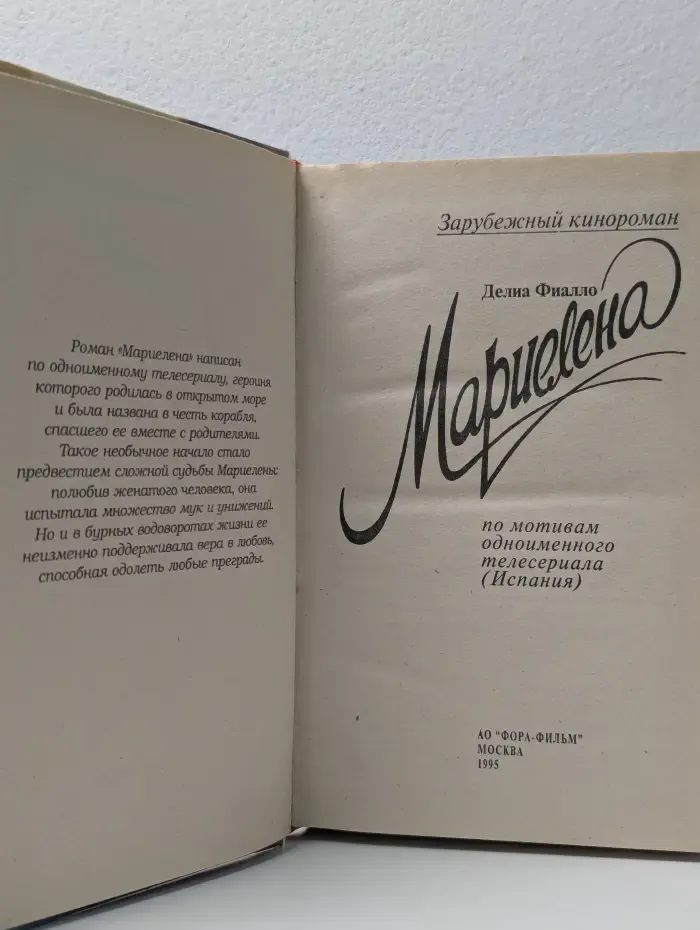 Роман «Мариелена» написан
по одноименному телесериалу, героиня
которого родилась в открытом море
и была названа в честь корабля,
спасшего ее вместе с родителями.
Такое необычное начало стало
предвестием сложной судьбы Мариелены:
полюбив женатого человека, она
испытала множество мук и унижений.
Но и в бурных водоворотах жизни ее
неизменно поддерживала вера в любовь,
способная одолеть любые преграды.
Зарубежный кинороман
Делиа Фиалло
Мариелена
по мотивам
одноименного
телесериала
(Испания)
АО "ФОРА-ФИЛЬМ"
МОСКВА
1995